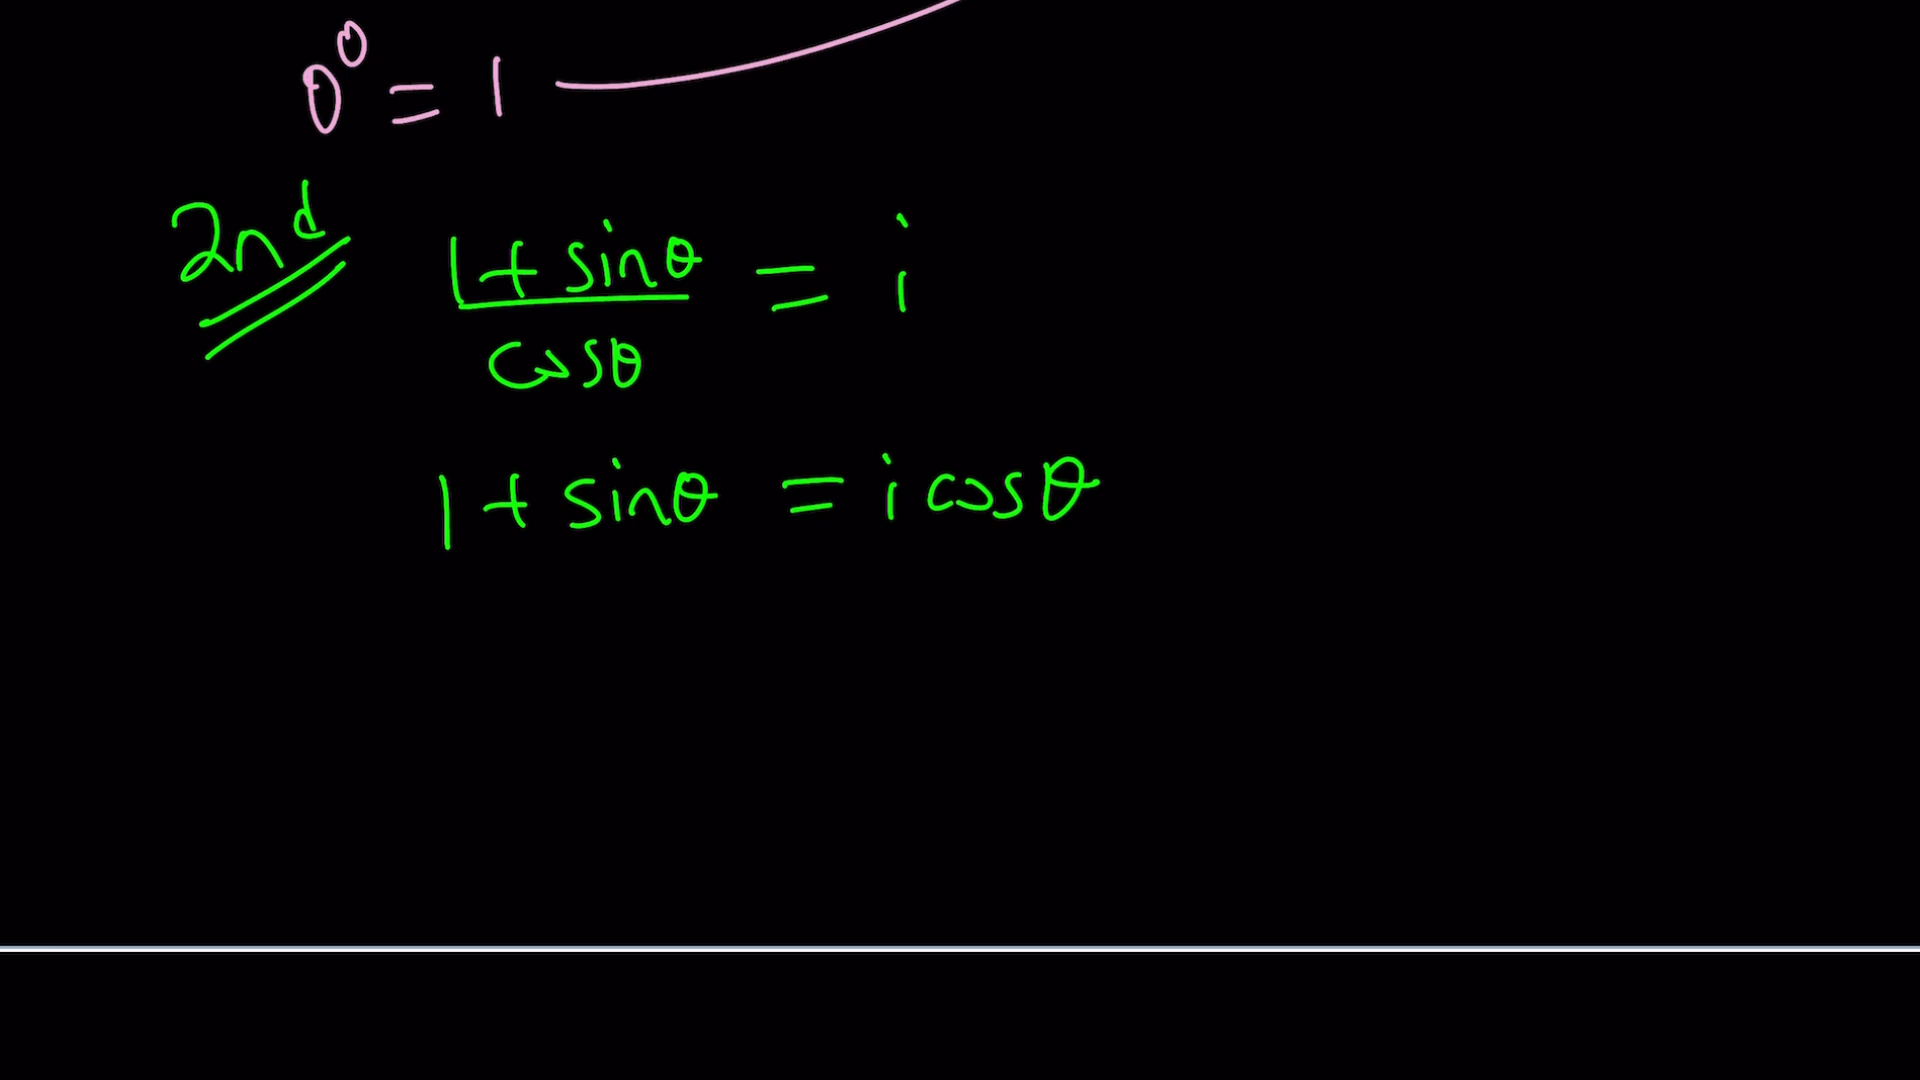 0⁰ = 1
2nd (1 + sinθ)/cosθ = i
1 + sinθ = i cosθ